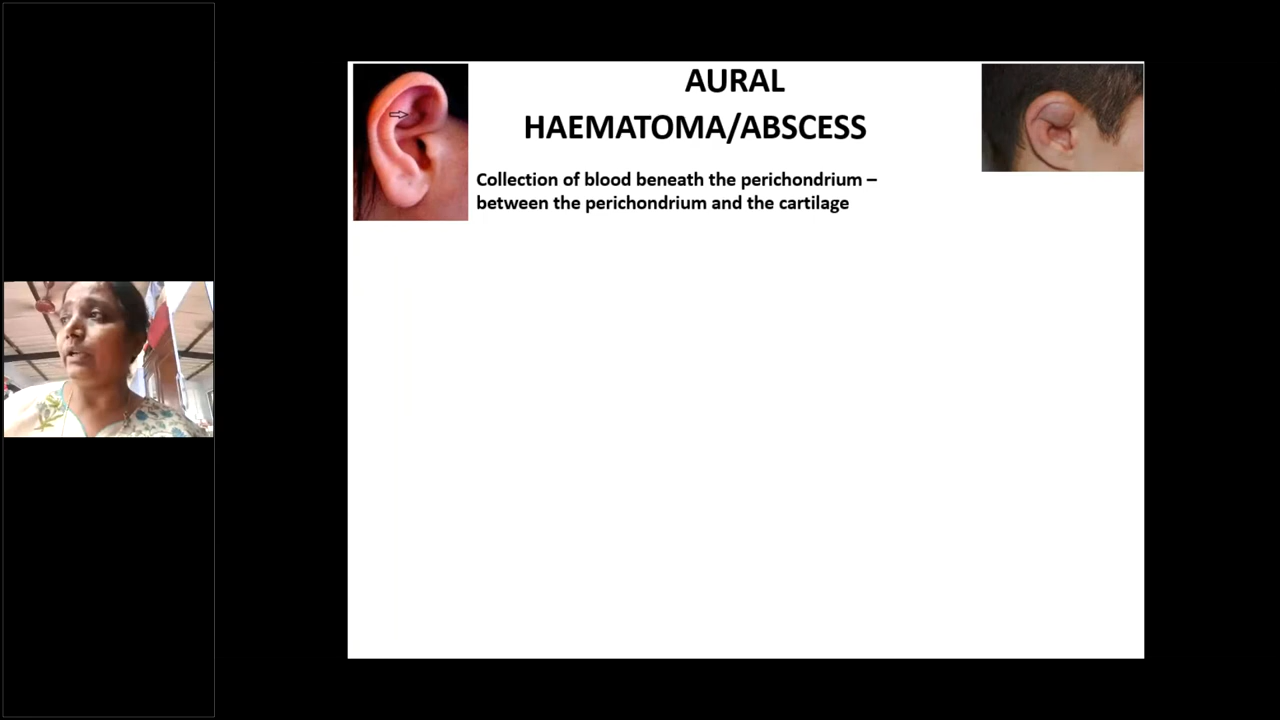 AURAL
HAEMATOMA/ABSCESS
Collection of blood beneath the perichondrium –
between the perichondrium and the cartilage